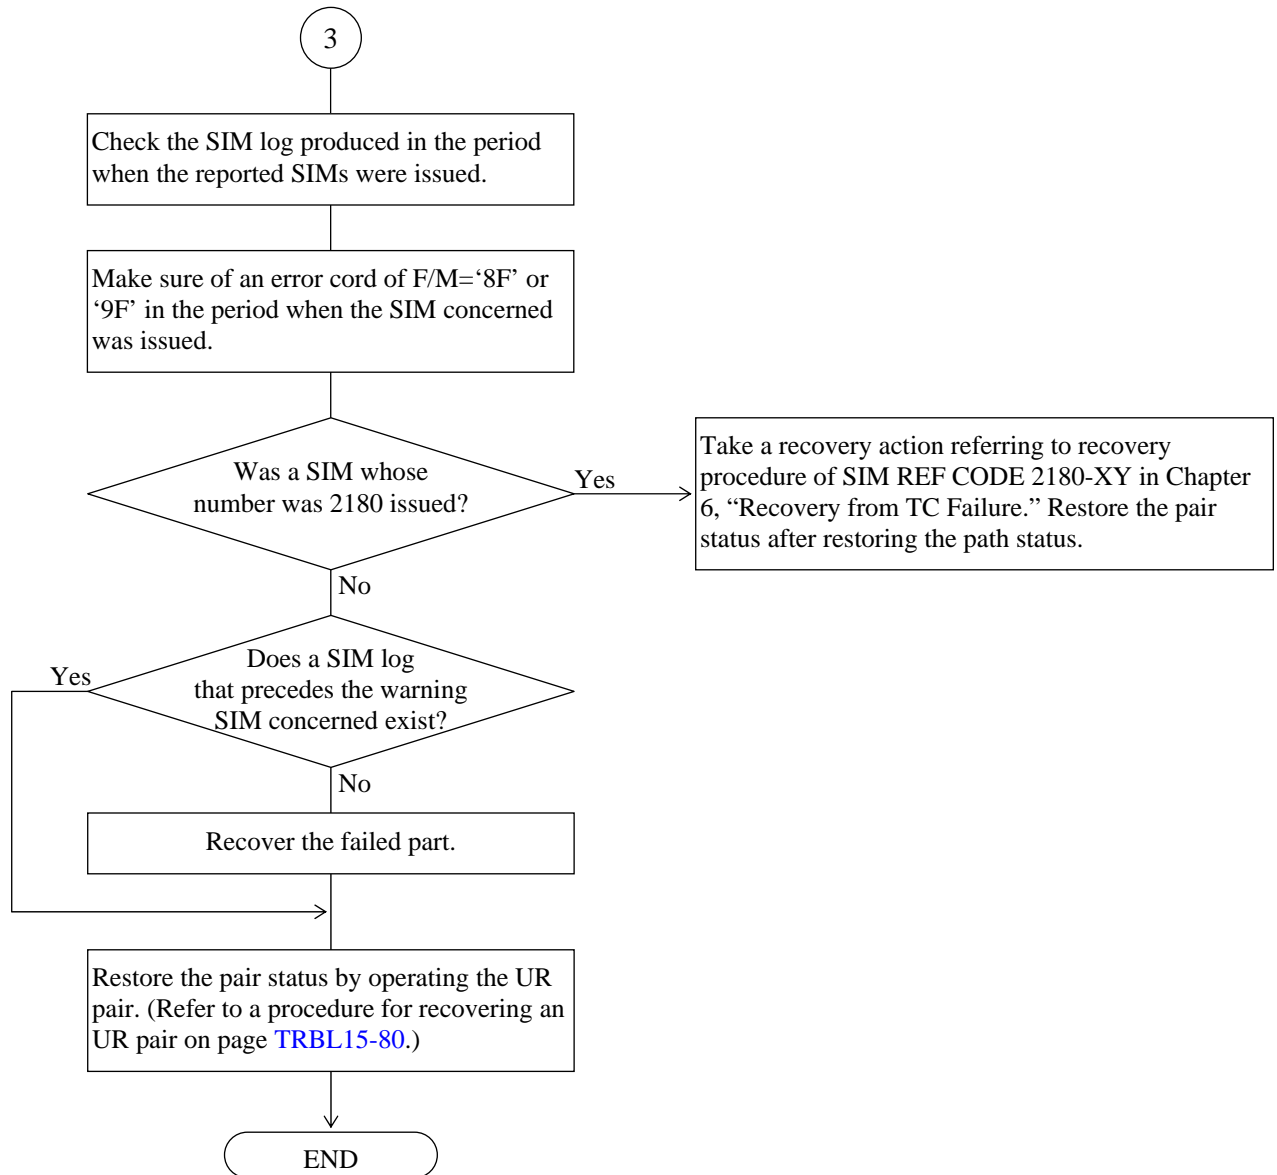 3
Check the SIM log produced in the period
when the reported SIMs were issued.
Make sure of an error cord of F/M=‘8F’ or
‘9F’ in the period when the SIM concerned
was issued.
Was a SIM whose
number was 2180 issued?
Yes
Take a recovery action referring to recovery
procedure of SIM REF CODE 2180-XY in Chapter
6, “Recovery from TC Failure.” Restore the pair
status after restoring the path status.
No
Does a SIM log
that precedes the warning
SIM concerned exist?
Yes
No
Recover the failed part.
Restore the pair status by operating the UR
pair. (Refer to a procedure for recovering an
UR pair on page TRBL15-80.)
END